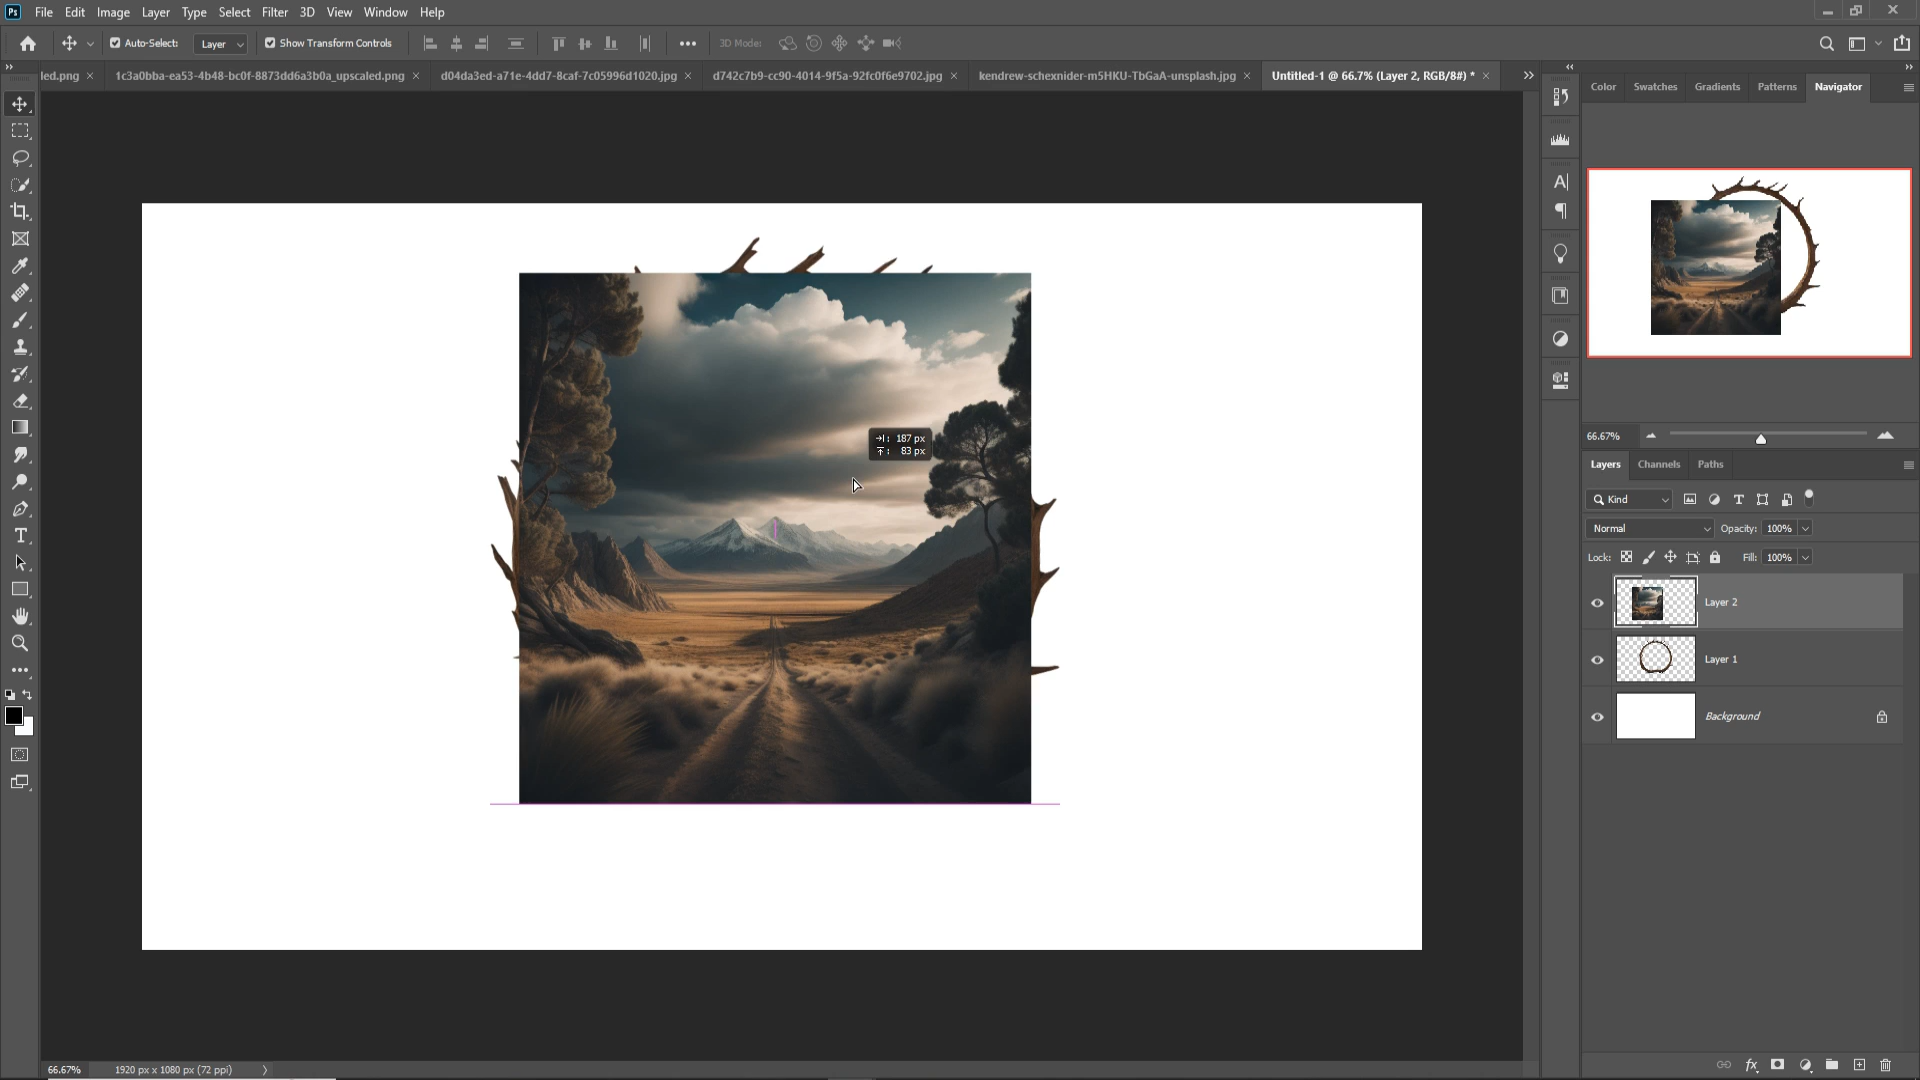 Ps File Edit Image Layer Type Select Filter 3D View Window Help
Auto-Select: Layer Show Transform Controls 3D Mode:
led.png 1c3a0bba-ea53-4b48-bc0f-8873dd6a3b0a_upscaled.png d04da3ed-a71e-4dd7-8caf-7c05996d1020.jpg d742c7b9-cc90-4014-9f5a-92fc0f6e9702.jpg kendrew-schexnider-m5HKU-TbGaA-unsplash.jpg Untitled-1 @ 66.7% (Layer 2, RGB/8#) *
Color Swatches Gradients Patterns Navigator
187 px
83 px
66.67%
Layers Channels Paths
Kind
Normal Opacity: 100%
Lock: Fill: 100%
Layer 2
Layer 1
Background
66.67% 1920 px x 1080 px (72 ppi)